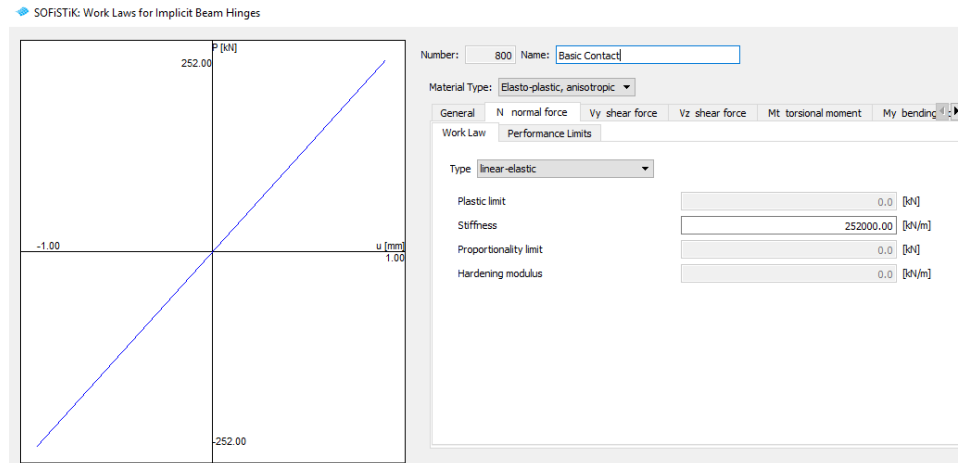 SOFiSTiK: Work Laws for Implicit Beam Hinges
P [kN]
252.00
-1.00
u [mm]
1.00
-252.00
Number: 800 Name: Basic Contact
Material Type: Elasto-plastic, anisotropic
General N normal force Vy shear force Vz shear force Mt torsional moment My bending
Work Law Performance Limits
Type linear-elastic
Plastic limit 0.0 [kN]
Stiffness 252000.00 [kN/m]
Proportionality limit 0.0 [kN]
Hardening modulus 0.0 [kN/m]